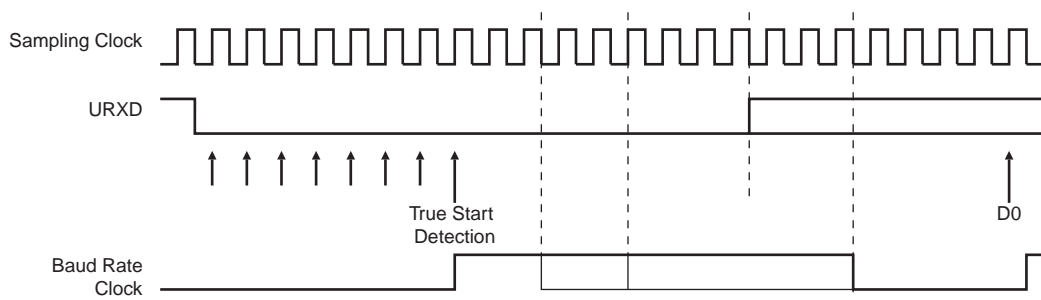 Sampling Clock
URXD
True Start
Detection
D0
Baud Rate
Clock